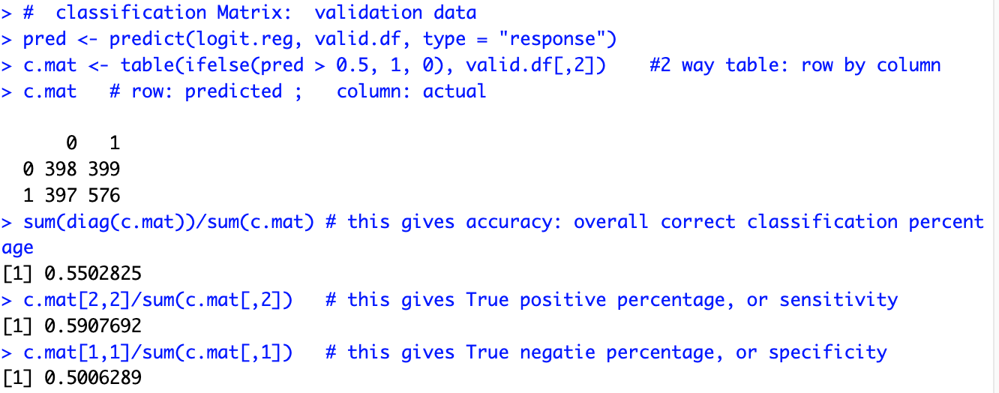 > #  classification Matrix:  validation data
> pred <- predict(logit.reg, valid.df, type = "response")
> c.mat <- table(ifelse(pred > 0.5, 1, 0), valid.df[,2])    #2 way table: row by column
> c.mat   # row: predicted ;   column: actual
      0   1
  0 398 399
  1 397 576
> sum(diag(c.mat))/sum(c.mat) # this gives accuracy: overall correct classification percent
age
[1] 0.5502825
> c.mat[2,2]/sum(c.mat[,2])   # this gives True positive percentage, or sensitivity
[1] 0.5907692
> c.mat[1,1]/sum(c.mat[,1])   # this gives True negatie percentage, or specificity
[1] 0.5006289